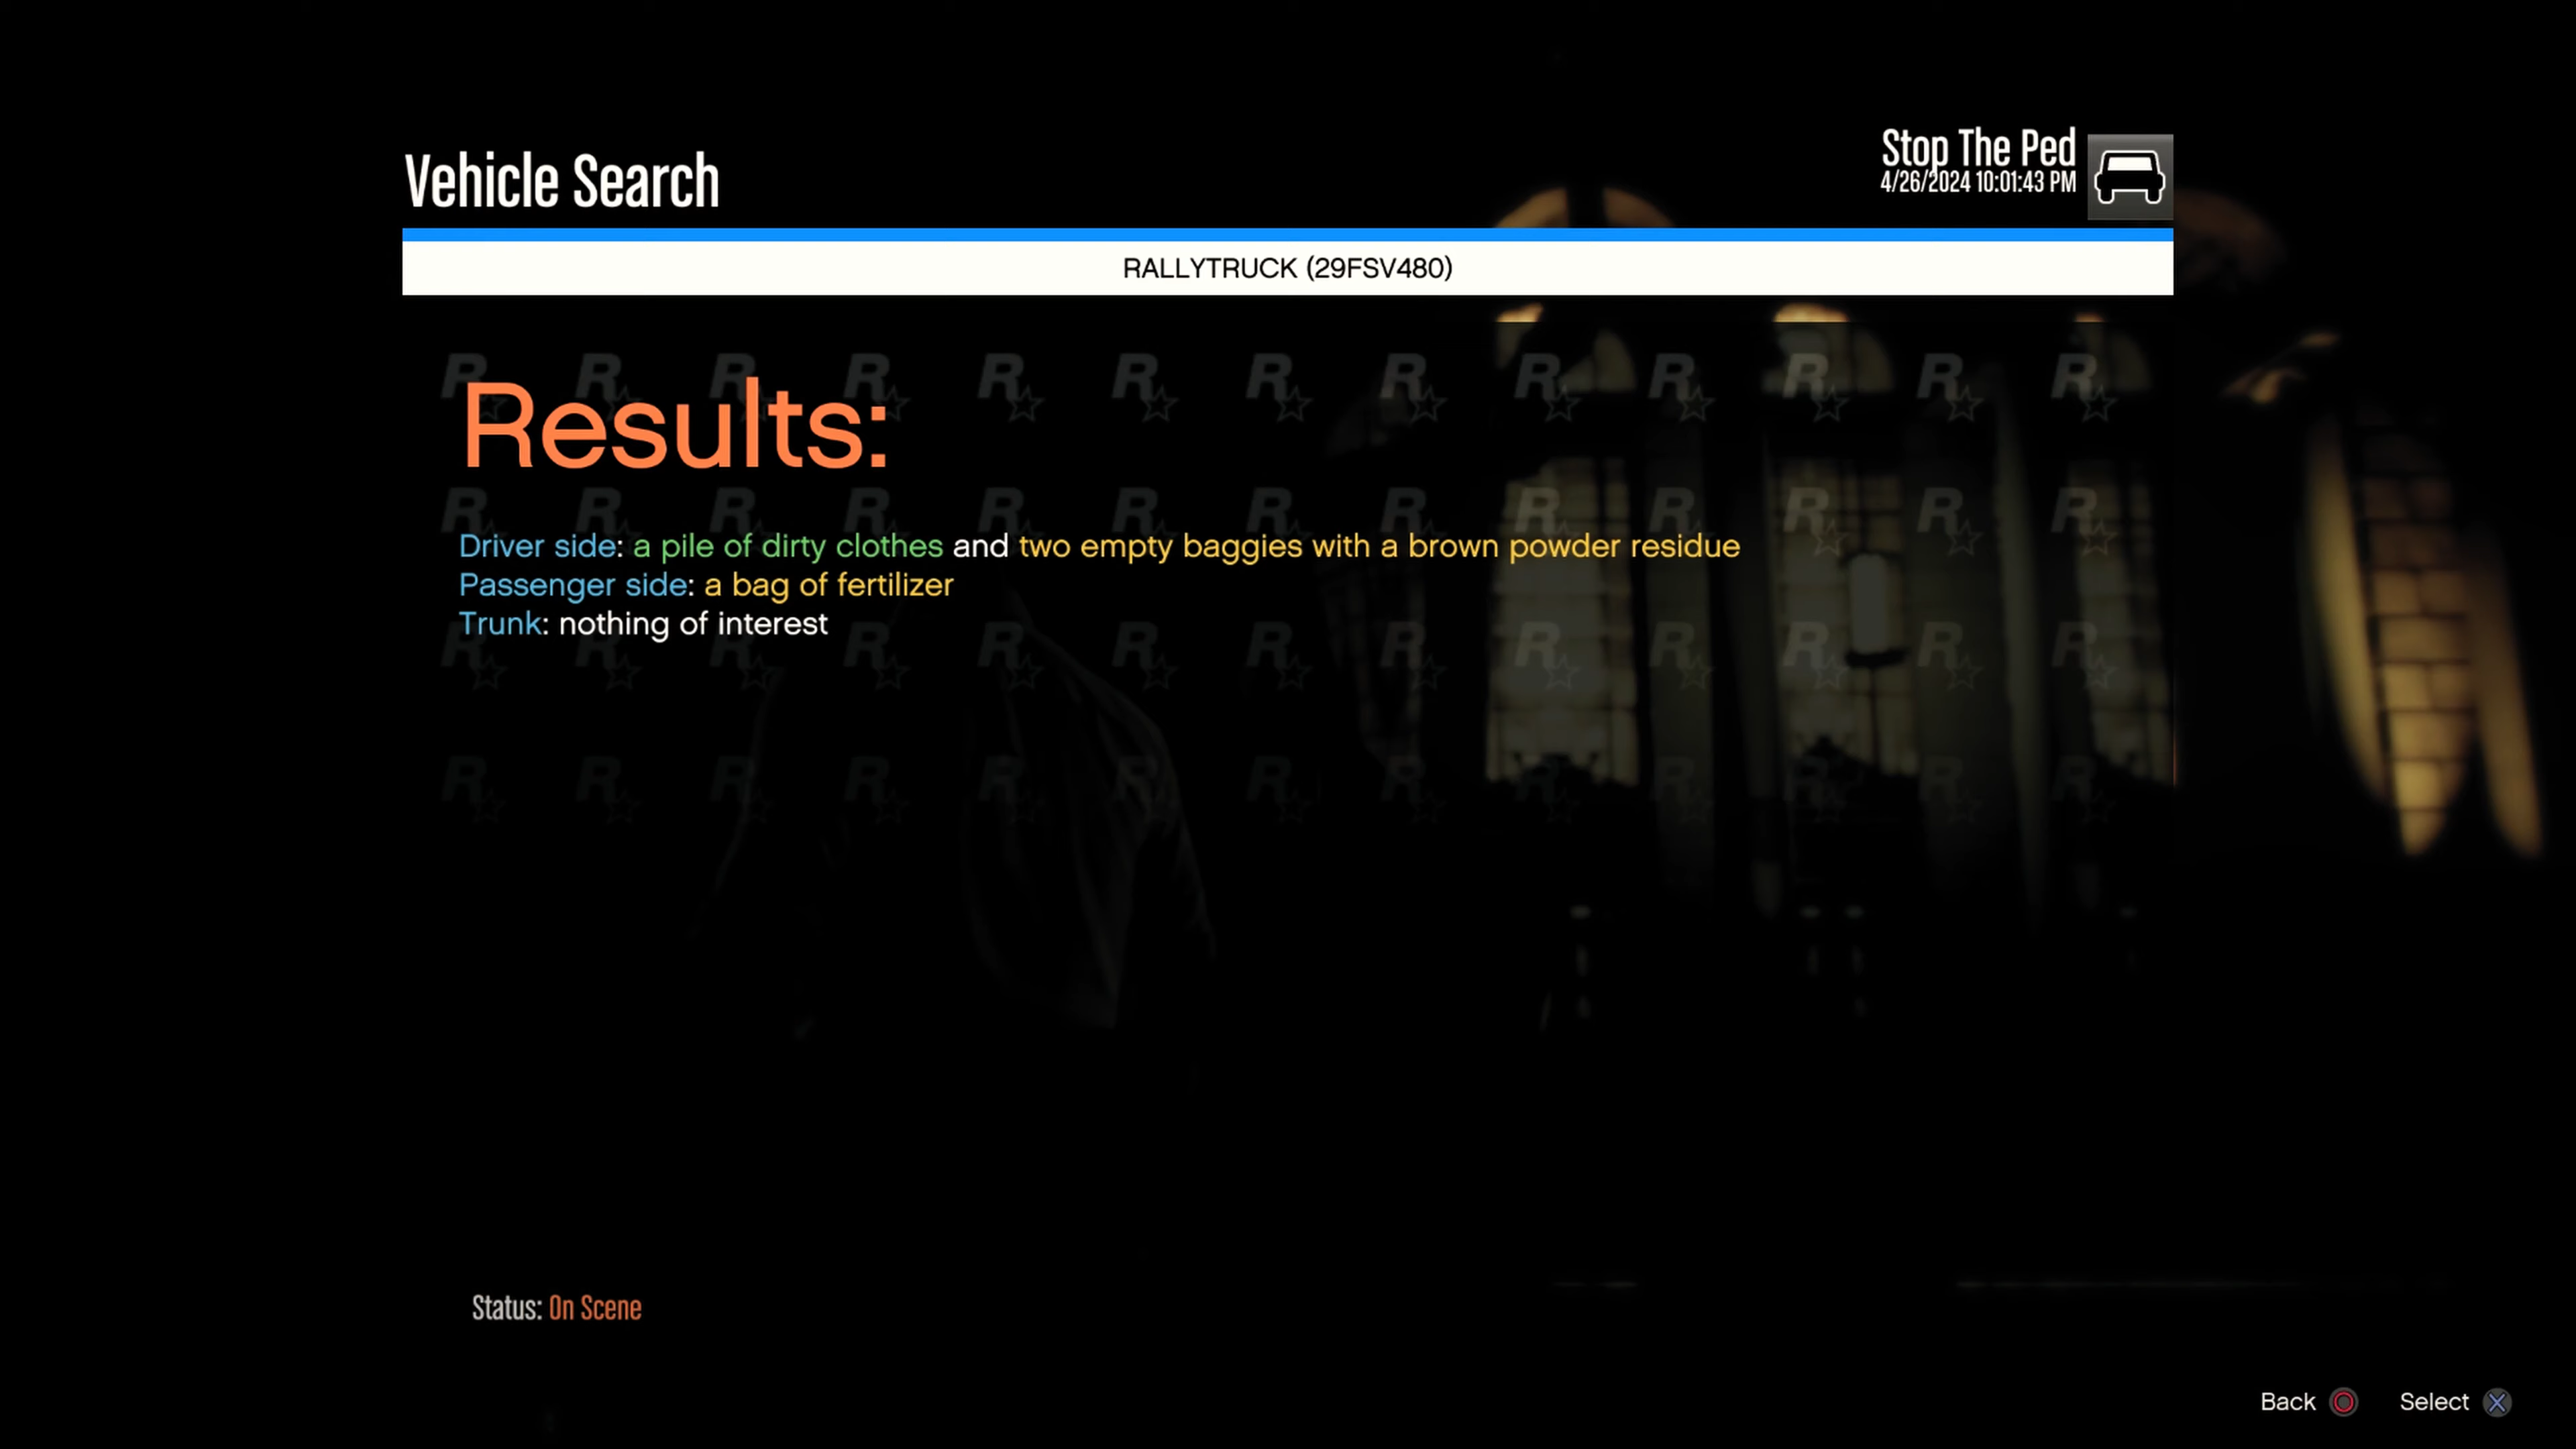 Vehicle Search
Stop The Ped
4/26/2024 10:01:43 PM
RALLYTRUCK (29FSV480)
Results:
Driver side: a pile of dirty clothes and two empty baggies with a brown powder residue
Passenger side: a bag of fertilizer
Trunk: nothing of interest
Status: On Scene
Back Select